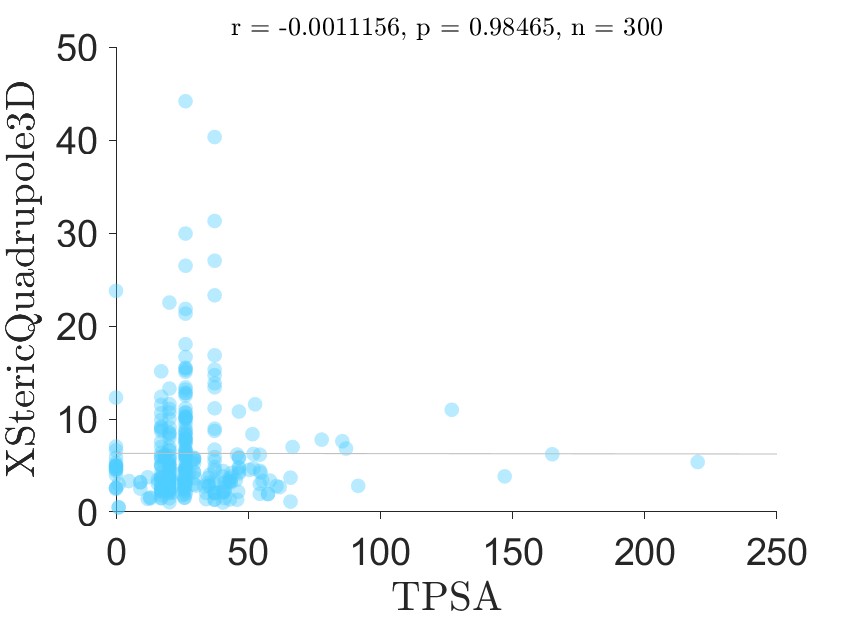 r = -0.0011156, p = 0.98465, n = 300
XStericQuadrupole3D
50
40
30
20
10
0
0 50 100 150 200 250
TPSA